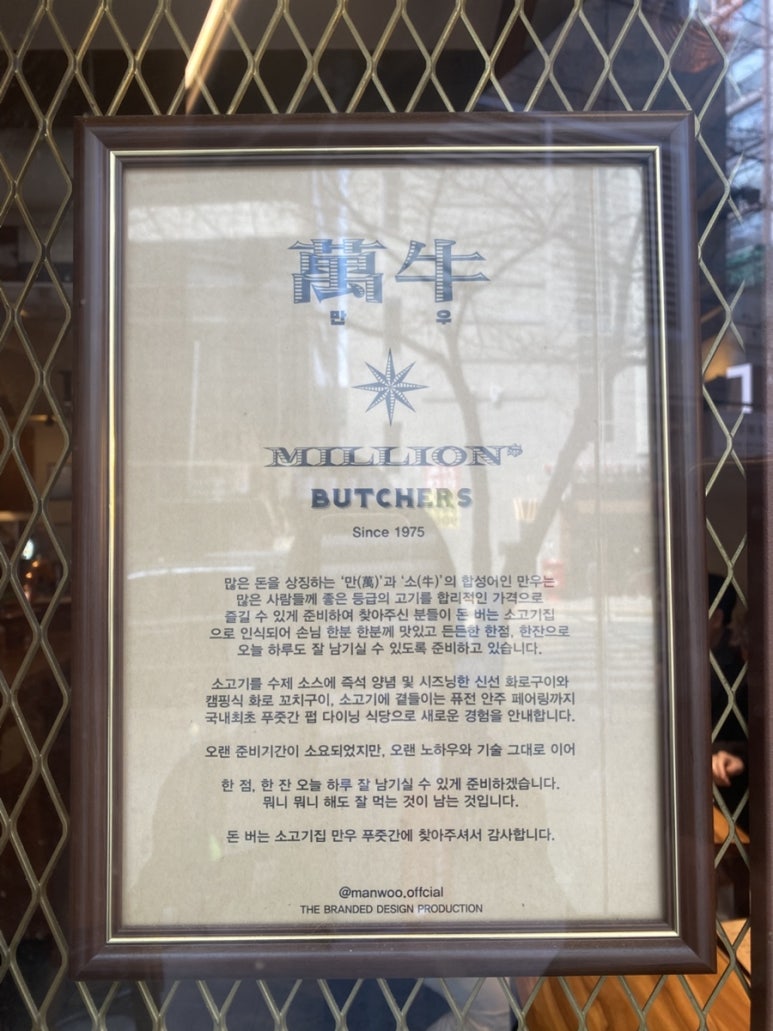 萬牛
만 우
MILLION$
BUTCHERS
Since 1975
많은 돈을 상징하는 '만(萬)'과 '소(牛)'의 합성어인 만우는
많은 사람들께 좋은 등급의 고기를 합리적인 가격으로
즐길 수 있게 준비하여 찾아주신 분들이 돈 버는 소고기집
으로 인식되어 손님 한분 한분께 맛있고 든든한 한점, 한잔으로
오늘 하루도 잘 남기실 수 있도록 준비하고 있습니다.
소고기를 수제 소스에 즉석 양념 및 시즈닝한 신선 화로구이와
캠핑식 화로 꼬치구이, 소고기에 곁들이는 퓨전 안주 페어링까지
국내최초 푸줏간 펍 다이닝 식당으로 새로운 경험을 안내합니다.
오랜 준비기간이 소요되었지만, 오랜 노하우와 기술 그대로 이어
한 점, 한 잔 오늘 하루 잘 남기실 수 있게 준비하겠습니다.
뭐니 뭐니 해도 잘 먹는 것이 남는 것입니다.
돈 버는 소고기집 만우 푸줏간에 찾아주셔서 감사합니다.
@manwoo.offcial
THE BRANDED DESIGN PRODUCTION